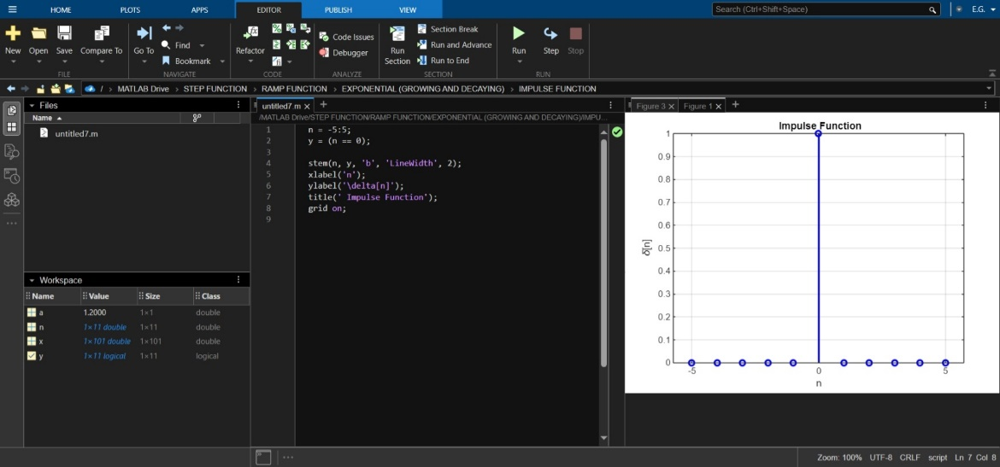 HOME PLOTS APPS EDITOR PUBLISH VIEW Search (Ctrl+Shift+Space) E.G.
New Open Save Compare To Go To Find Bookmark Refactor Code Issues Debugger Run Section Section Break Run and Advance Run to End Run Step Stop
FILE NAVIGATE CODE ANALYZE SECTION RUN
/ › MATLAB Drive › STEP FUNCTION › RAMP FUNCTION › EXPONENTIAL (GROWING AND DECAYING) › IMPULSE FUNCTION
Files
Name
untitled7.m
Workspace
Name Value Size Class
a 1.2000 1×1 double
n 1×11 double 1×11 double
x 1×101 double 1×101 double
y 1×11 logical 1×11 logical
untitled7.m × +
/MATLAB Drive/STEP FUNCTION/RAMP FUNCTION/EXPONENTIAL (GROWING AND DECAYING)/IMPU...
1 n = -5:5;
2 y = (n == 0);
3
4 stem(n, y, 'b', 'LineWidth', 2);
5 xlabel('n');
6 ylabel('\delta[n]');
7 title(' Impulse Function');
8 grid on;
9
Figure 3 × Figure 1 × +
Impulse Function
1
0.9
0.8
0.7
0.6
0.5
0.4
0.3
0.2
0.1
0
δ[n]
-5 0 5
n
Zoom: 100% UTF-8 CRLF script Ln 7 Col 8